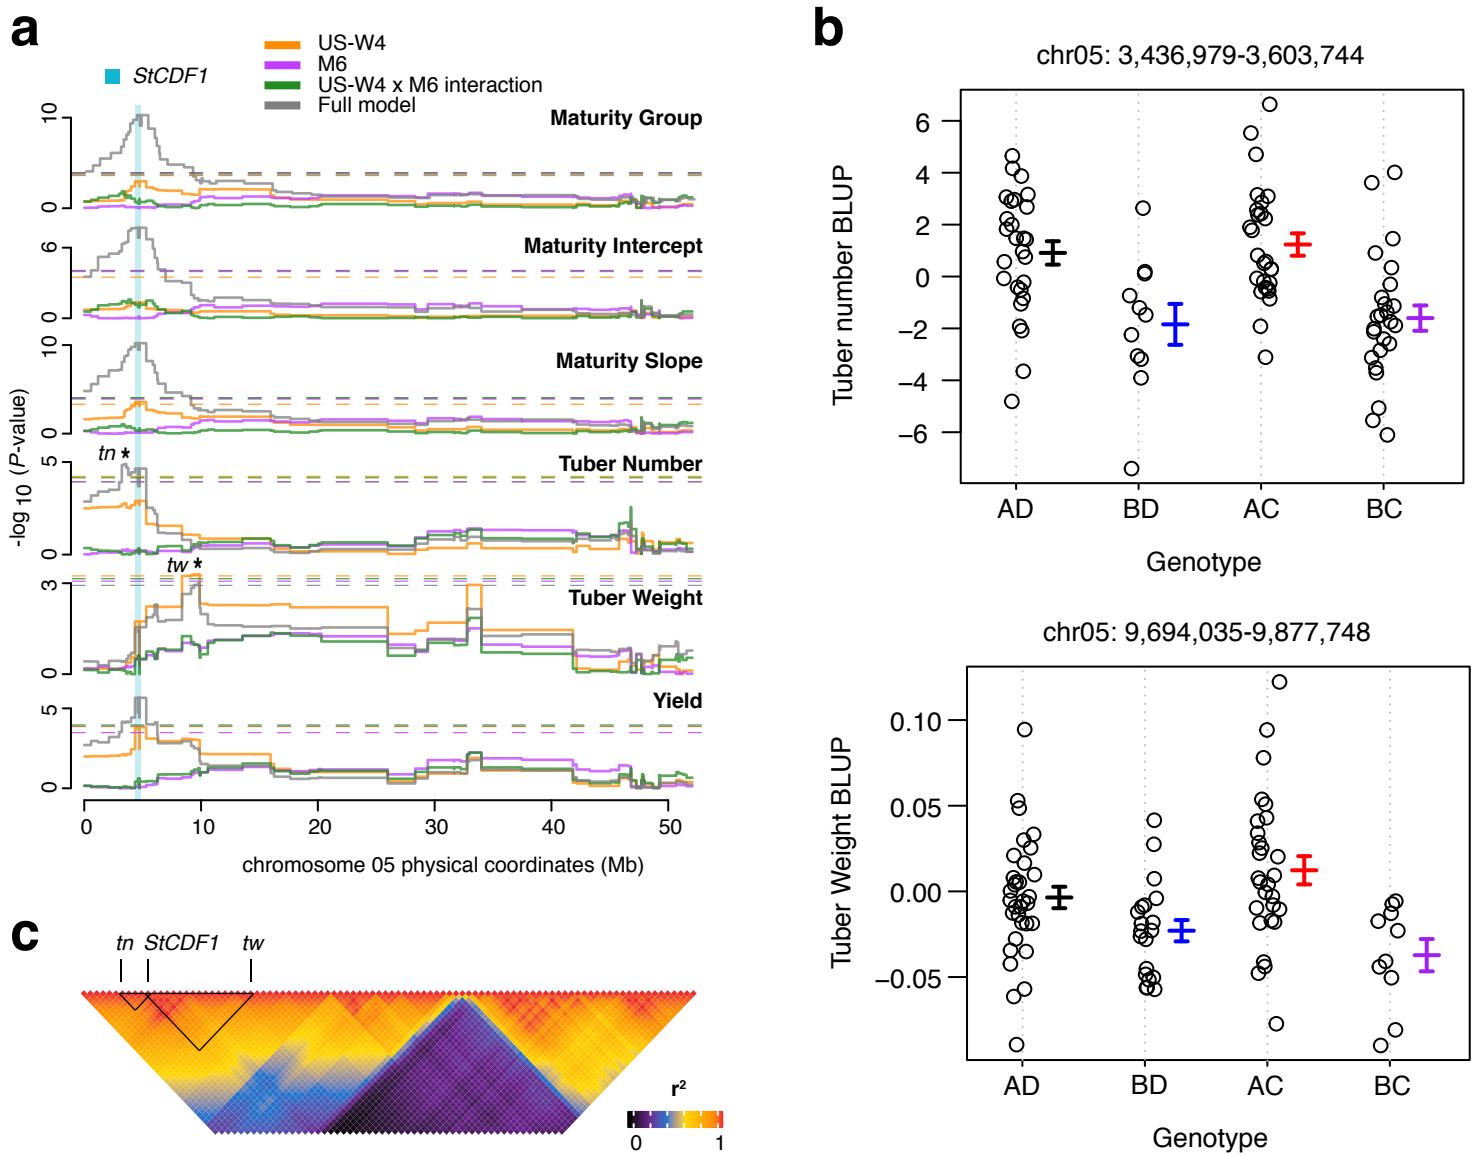 a
StCDF1
US-W4
M6
US-W4 x M6 interaction
Full model
Maturity Group
10
0
Maturity Intercept
6
0
Maturity Slope
10
0
tn *
Tuber Number
5
0
tw *
Tuber Weight
3
0
Yield
5
0
-log 10 (P-value)
0 10 20 30 40 50
chromosome 05 physical coordinates (Mb)
b
chr05: 3,436,979-3,603,744
Tuber number BLUP
6
4
2
0
−2
−4
−6
AD BD AC BC
Genotype
chr05: 9,694,035-9,877,748
Tuber Weight BLUP
0.10
0.05
0.00
−0.05
AD BD AC BC
Genotype
c
tn StCDF1 tw
r²
0 1